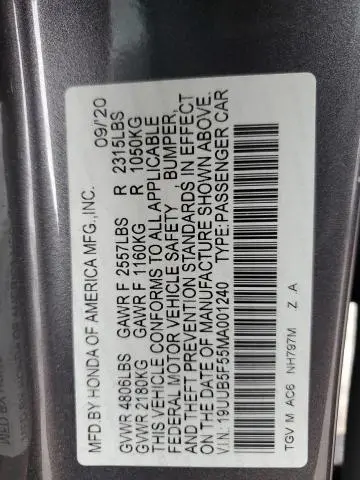 MFD.BY HONDA OF AMERICA MFG.,INC. 09/'20
GVWR 4806LBS GAWR F 2557LBS R 2315LBS
GVWR 2180KG GAWR F 1160KG R 1050KG
THIS VEHICLE CONFORMS TO ALL APPLICABLE
FEDERAL MOTOR VEHICLE SAFETY, BUMPER,
AND THEFT PREVENTION STANDARDS IN EFFECT
ON THE DATE OF MANUFACTURE SHOWN ABOVE.
V.I.N.: 19UUB5F55MA001240 TYPE:PASSENGER CAR
TGV M AC6 NH797M Z .A